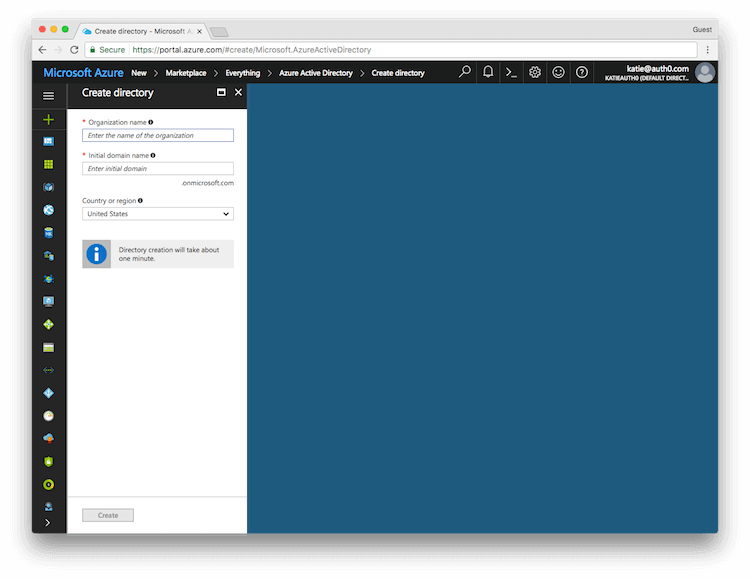 Create directory - Microsoft A
Guest
Secure https://portal.azure.com/#create/Microsoft.AzureActiveDirectory
Microsoft Azure New > Marketplace > Everything > Azure Active Directory > Create directory
katie@auth0.com
KATIEAUTH0 (DEFAULT DIRECT...
Create directory
* Organization name
Enter the name of the organization
* Initial domain name
Enter initial domain
.onmicrosoft.com
Country or region
United States
Directory creation will take about
one minute.
Create